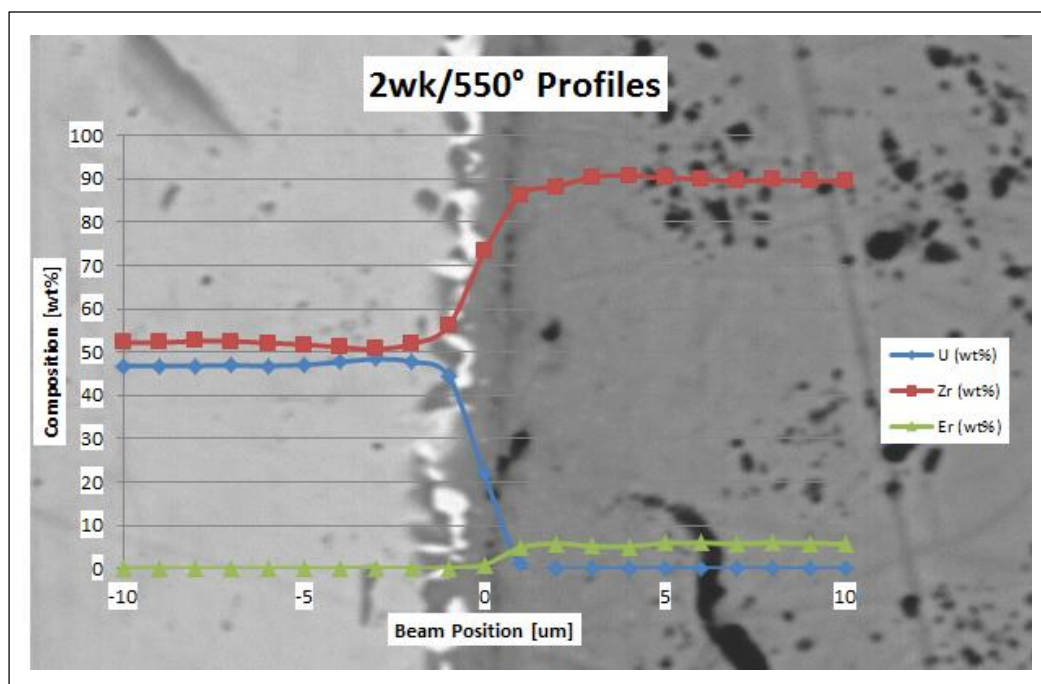 2wk/550° Profiles
100
90
80
70
60
50
40
30
20
10
0
Composition [wt%]
-10
-5
0
5
10
Beam Position [um]
U (wt%)
Zr (wt%)
Er (wt%)